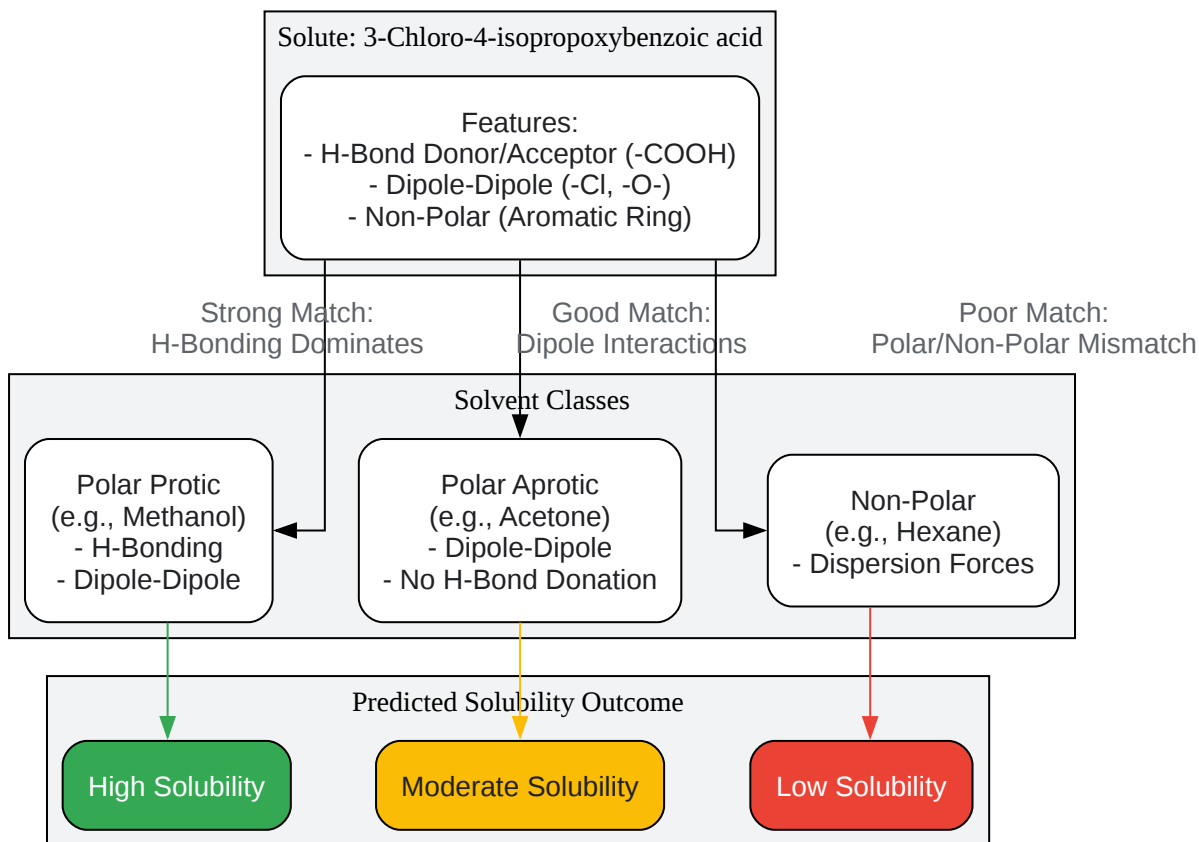 Solute: 3-Chloro-4-isopropoxybenzoic acid
Features:
- H-Bond Donor/Acceptor (-COOH)
- Dipole-Dipole (-Cl, -O-)
- Non-Polar (Aromatic Ring)
Strong Match:
H-Bonding Dominates
Good Match:
Dipole Interactions
Poor Match:
Polar/Non-Polar Mismatch
Solvent Classes
Polar Protic
(e.g., Methanol)
- H-Bonding
- Dipole-Dipole
Polar Aprotic
(e.g., Acetone)
- Dipole-Dipole
- No H-Bond Donation
Non-Polar
(e.g., Hexane)
- Dispersion Forces
Predicted Solubility Outcome
High Solubility
Moderate Solubility
Low Solubility